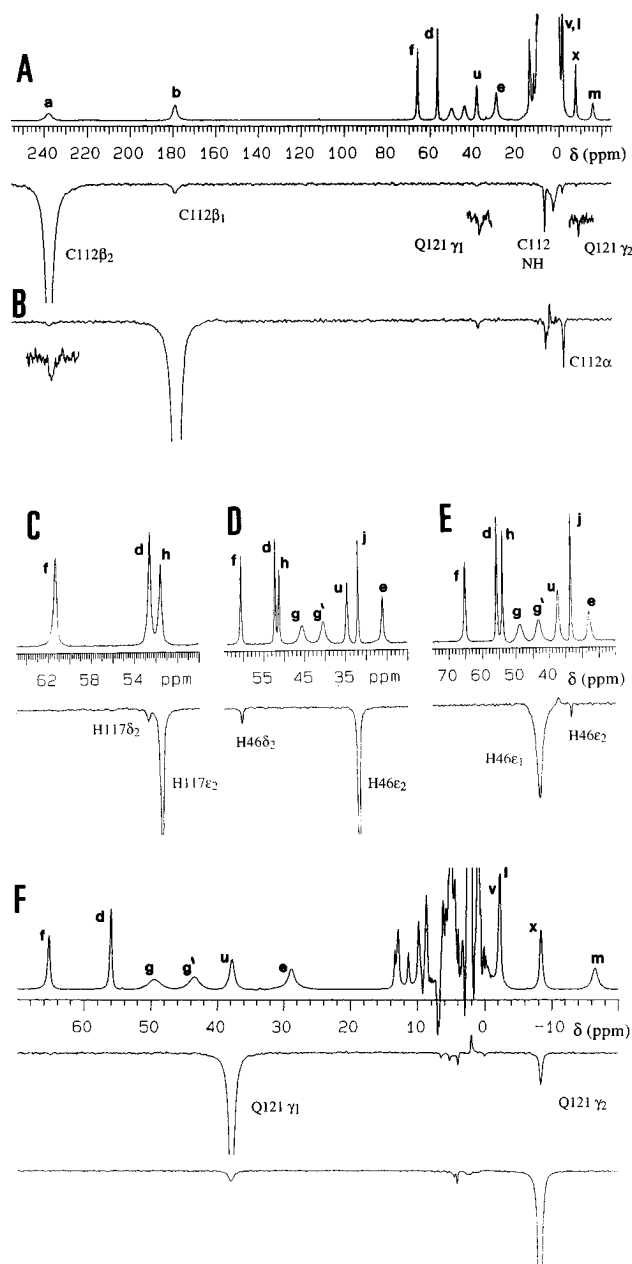 A
a b f d u e v,l x m
240 220 200 180 160 140 120 100 80 60 40 20 0 δ (ppm)
C112β₂ C112β₁ Q121 γ₁ C112 NH Q121 γ₂
B
C112α
C
f d h
62 58 52 ppm
H117δ₂
H117ε₂
D
f d h g g' u j e
55 45 35 ppm
H46δ₂
H46ε₂
E
f d h g g' u j e
70 60 50 40 δ (ppm)
H46ε₁ H46ε₂
F
f d g g' u e v l x m
60 50 40 30 20 10 0 -10 δ (ppm)
Q121 γ₁ Q121 γ₂